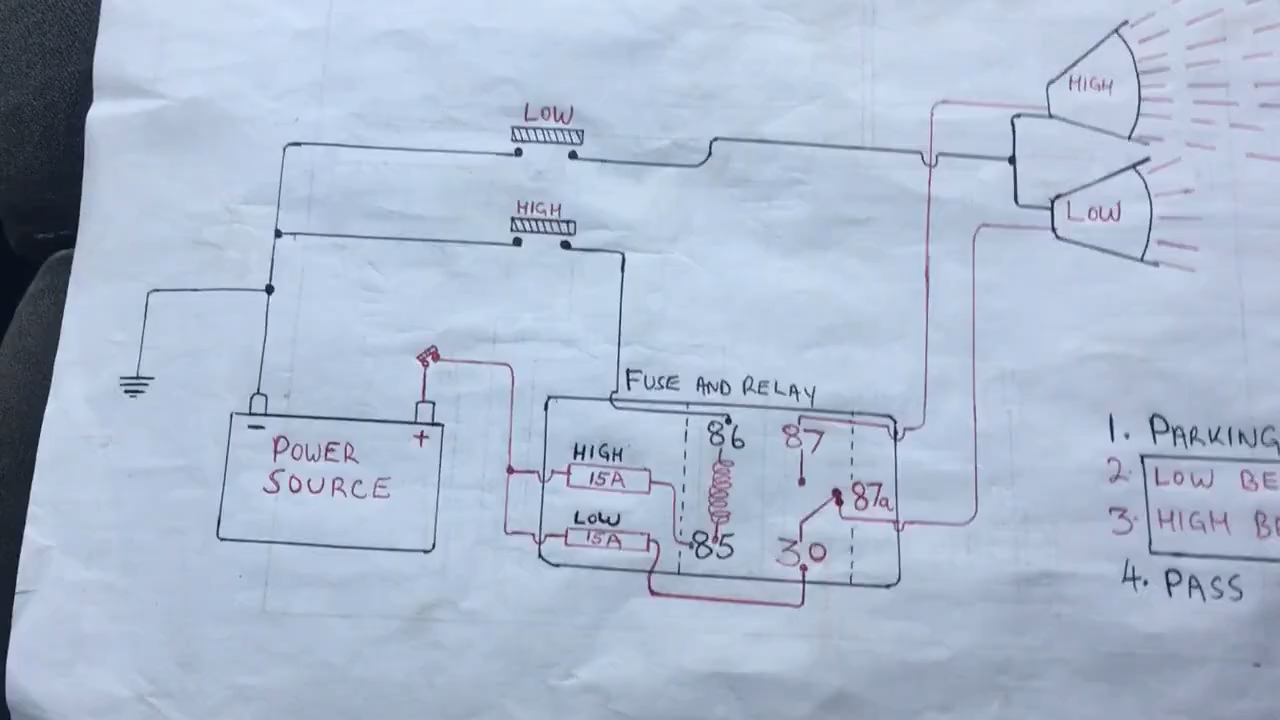 LOW
HIGH
HIGH
LOW
FUSE AND RELAY
POWER
SOURCE
-
+
HIGH
15A
LOW
15A
86
85
87
87a
30
1. PARKING
2. LOW BE
3. HIGH B
4. PASS